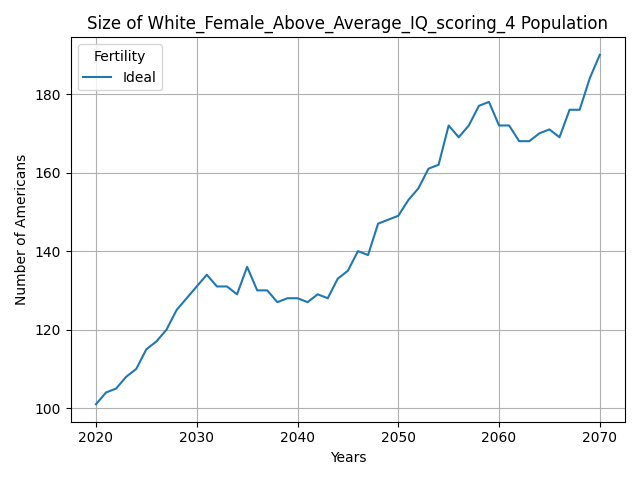 Size of White_Female_Above_Average_IQ_scoring_4 Population
Fertility
Ideal
Number of Americans
180
160
140
120
100
2020 2030 2040 2050 2060 2070
Years